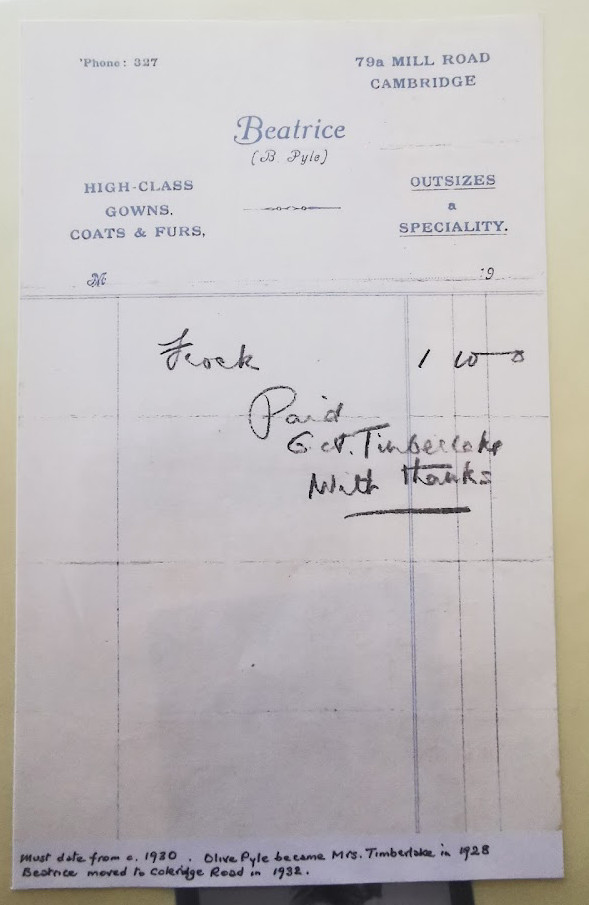 'Phone: 327
79a MILL ROAD
CAMBRIDGE
Beatrice
(B. Pyle)
HIGH-CLASS
GOWNS,
COATS & FURS,
OUTSIZES
a
SPECIALITY.
M
19
Frock 1 10 0
Paid
Timberlake
With thanks
Must date from c. 1930. Olive Pyle became Mrs. Timberlake in 1928
Beatrice moved to Coleridge Road in 1932.